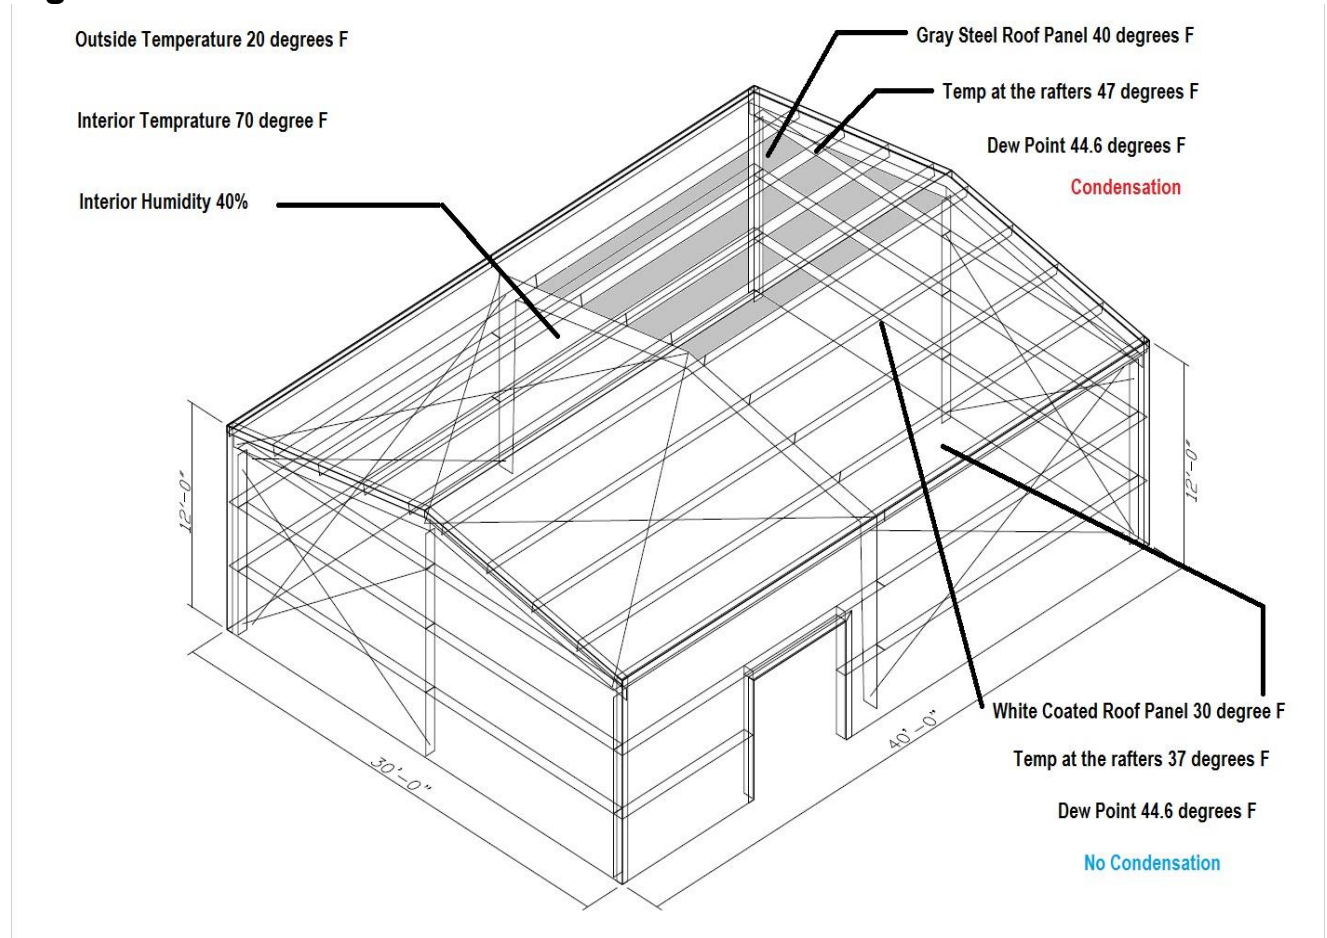 Outside Temperature 20 degrees F
Gray Steel Roof Panel 40 degrees F
Temp at the rafters 47 degrees F
Interior Temprature 70 degree F
Dew Point 44.6 degrees F
Condensation
Interior Humidity 40%
12'-0"
12'-0"
White Coated Roof Panel 30 degree F
40'-0"
Temp at the rafters 37 degrees F
30'-0"
Dew Point 44.6 degrees F
No Condensation